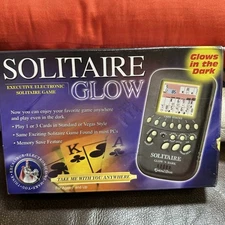 SOLITAIRE
GLOW
EXECUTIVE ELECTRONIC
SOLITAIRE GAME
Glows
in the
Dark
Now you can enjoy your favorite game anywhere
and play even in the dark.
• Play 1 or 3 Cards in Standard or Vegas Style
• Same Exciting Solitaire Game Found in most PCs
• Memory Save Feature
K
A
TAKE ME WITH YOU ANYWHERE
SOLITAIRE